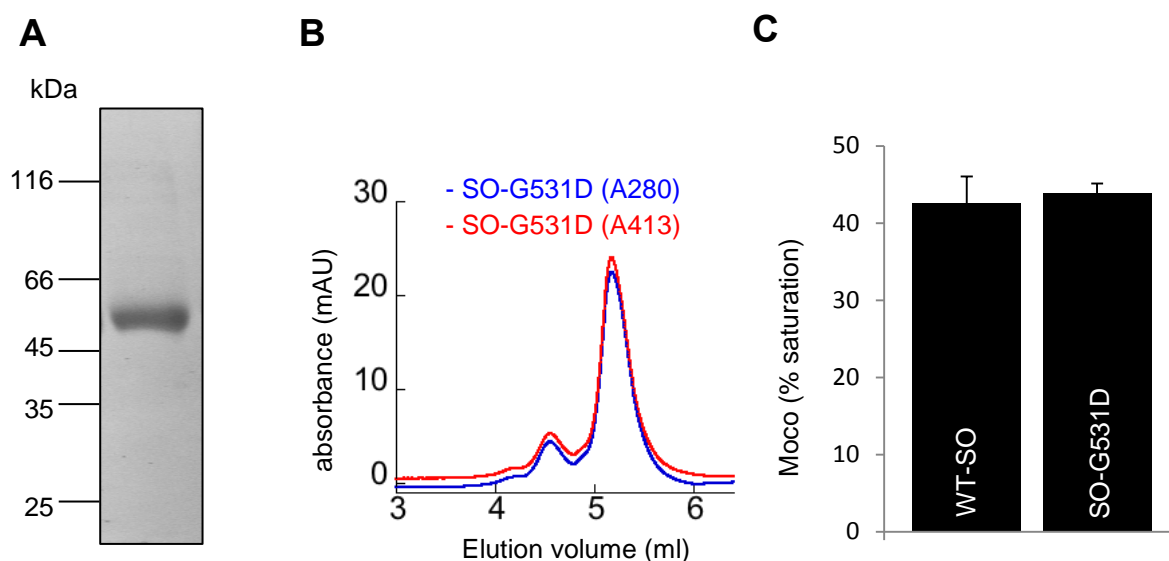 A
kDa
116
66
45
35
25
B
- SO-G531D (A280)
- SO-G531D (A413)
absorbance (mAU)
30
20
10
0
3 4 5 6
Elution volume (ml)
C
Moco (% saturation)
50
40
30
20
10
0
WT-SO
SO-G531D